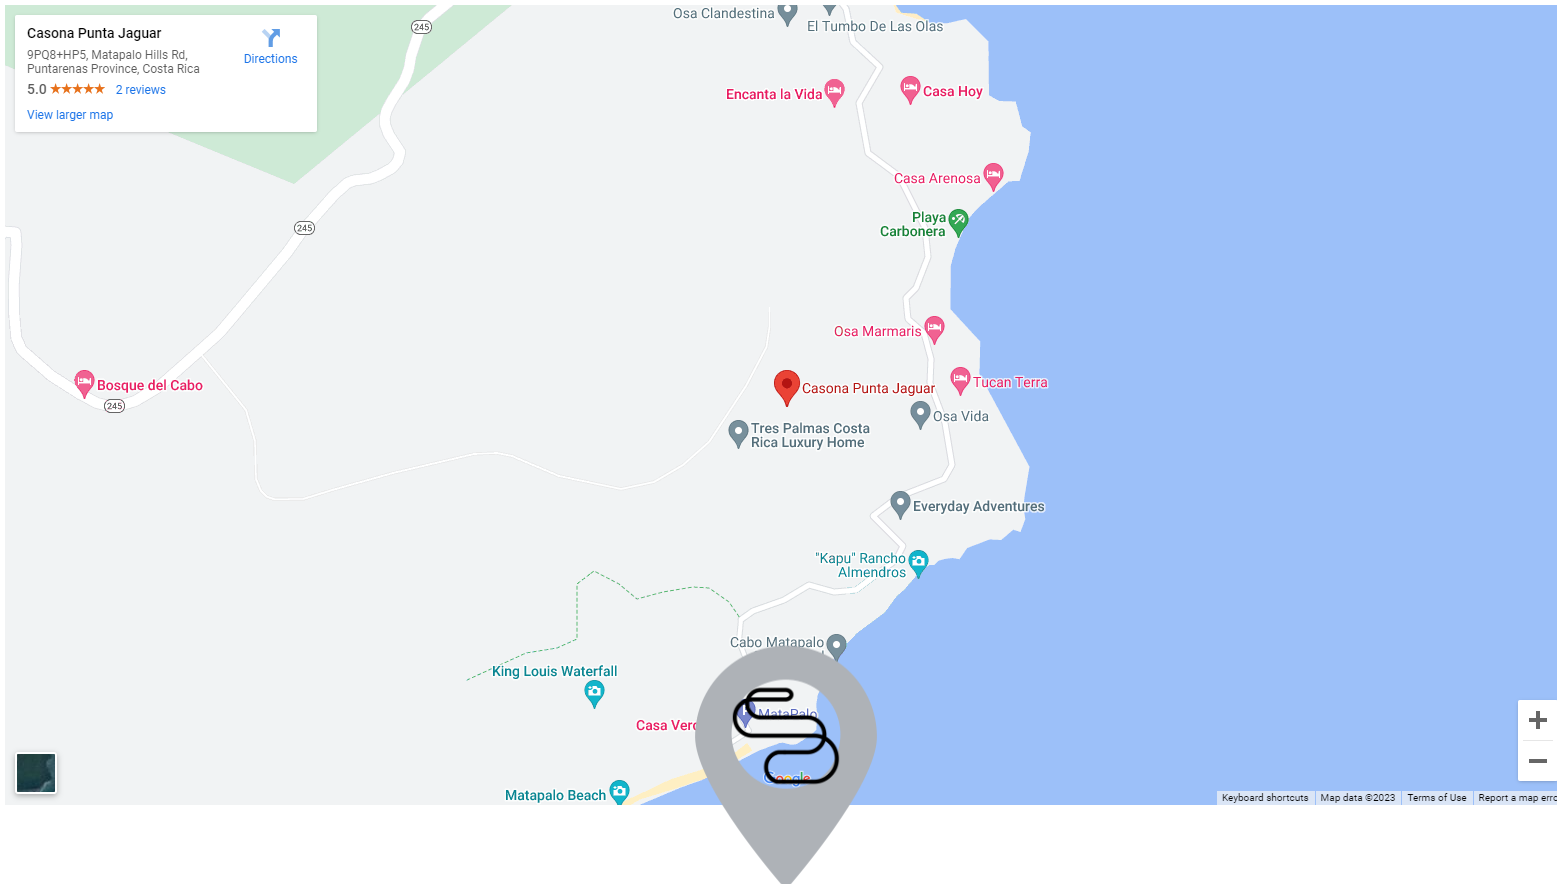 Casona Punta Jaguar
9PQ8+HP5, Matapalo Hills Rd,
Puntarenas Province, Costa Rica
5.0
2 reviews
View larger map
Directions
245
Osa Clandestina
El Tumbo De Las Olas
Encanta la Vida
Casa Hoy
Casa Arenosa
Playa
Carbonera
245
Osa Marmaris
Bosque del Cabo
245
Casona Punta Jaguar
Tucan Terra
Osa Vida
Tres Palmas Costa
Rica Luxury Home
Everyday Adventures
"Kapu" Rancho
Almendros
Cabo Matapalo
King Louis Waterfall
MataPalo
Google
Matapalo Beach
Keyboard shortcuts
Map data ©2023
Terms of Use
Report a map